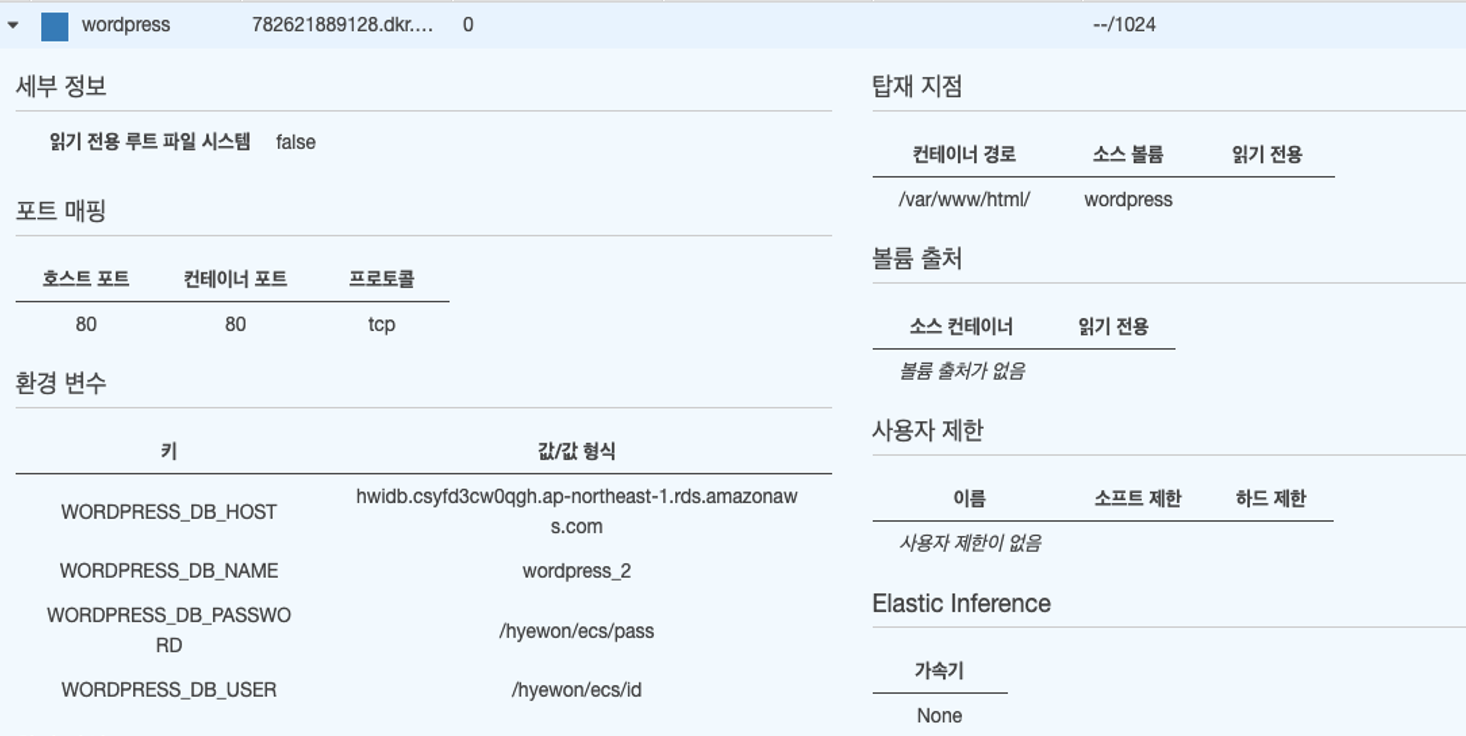 wordpress 782621889128.dkr.... 0 --/1024
세부 정보
읽기 전용 루트 파일 시스템 false
포트 매핑
호스트 포트 컨테이너 포트 프로토콜
80 80 tcp
환경 변수
키 값/값 형식
WORDPRESS_DB_HOST hwidb.csyfd3cw0qgh.ap-northeast-1.rds.amazonaw
s.com
WORDPRESS_DB_NAME wordpress_2
WORDPRESS_DB_PASSWO
RD /hyewon/ecs/pass
WORDPRESS_DB_USER /hyewon/ecs/id
탑재 지점
컨테이너 경로 소스 볼륨 읽기 전용
/var/www/html/ wordpress
볼륨 출처
소스 컨테이너 읽기 전용
볼륨 출처가 없음
사용자 제한
이름 소프트 제한 하드 제한
사용자 제한이 없음
Elastic Inference
가속기
None